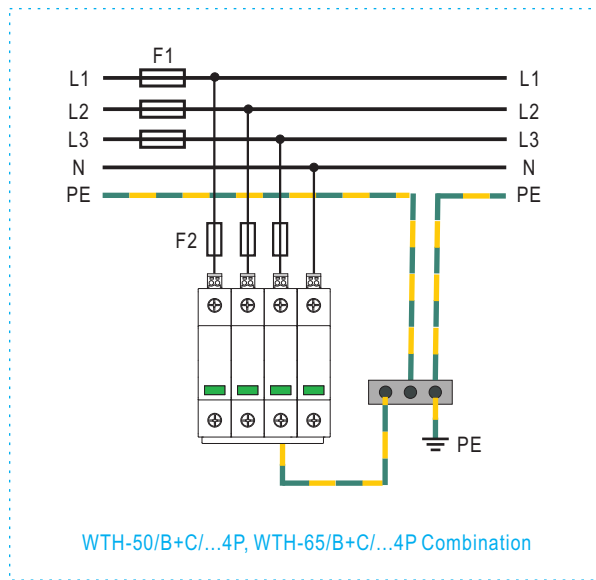 F1
L1 L1
L2 L2
L3 L3
N N
PE PE
F2
PE
WTH-50/B+C/...4P, WTH-65/B+C/...4P Combination